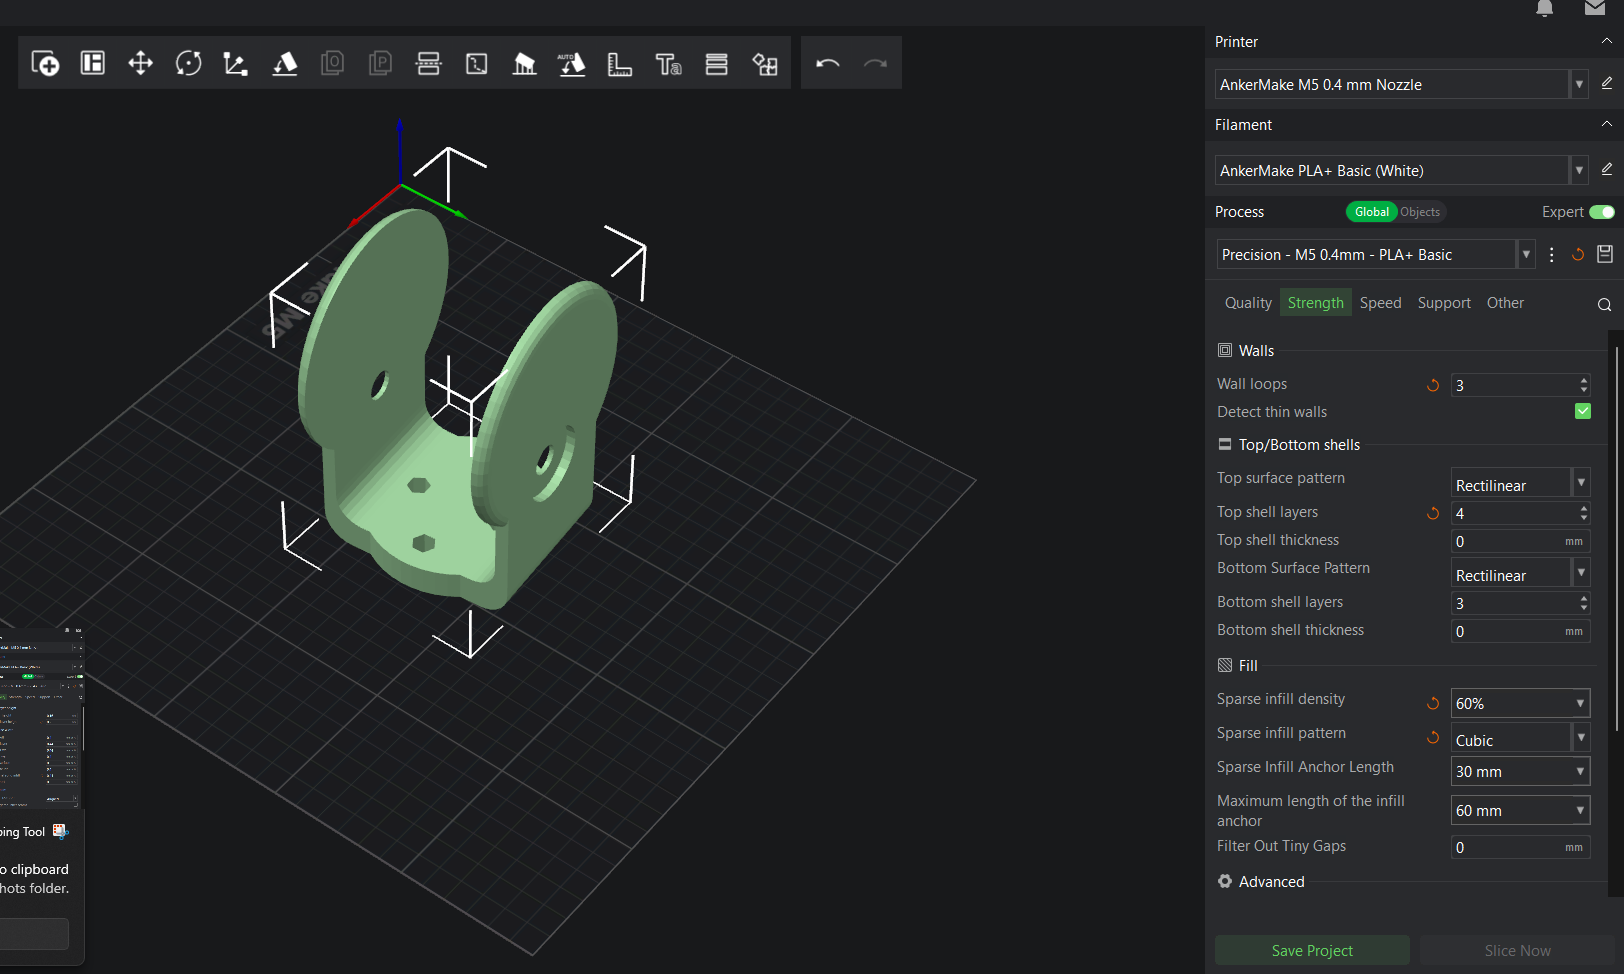 Printer
AnkerMake M5 0.4 mm Nozzle
Filament
AnkerMake PLA+ Basic (White)
Process
Global Objects
Expert
Precision - M5 0.4mm - PLA+ Basic
Quality Strength Speed Support Other
Walls
Wall loops 3
Detect thin walls
Top/Bottom shells
Top surface pattern Rectilinear
Top shell layers 4
Top shell thickness 0 mm
Bottom Surface Pattern Rectilinear
Bottom shell layers 3
Bottom shell thickness 0 mm
Fill
Sparse infill density 60%
Sparse infill pattern Cubic
Sparse Infill Anchor Length 30 mm
Maximum length of the infill
anchor 60 mm
Filter Out Tiny Gaps 0 mm
Advanced
Save Project Slice Now
AUTO
O
P
Ta
ake M5
ping Tool
o clipboard
hots folder.